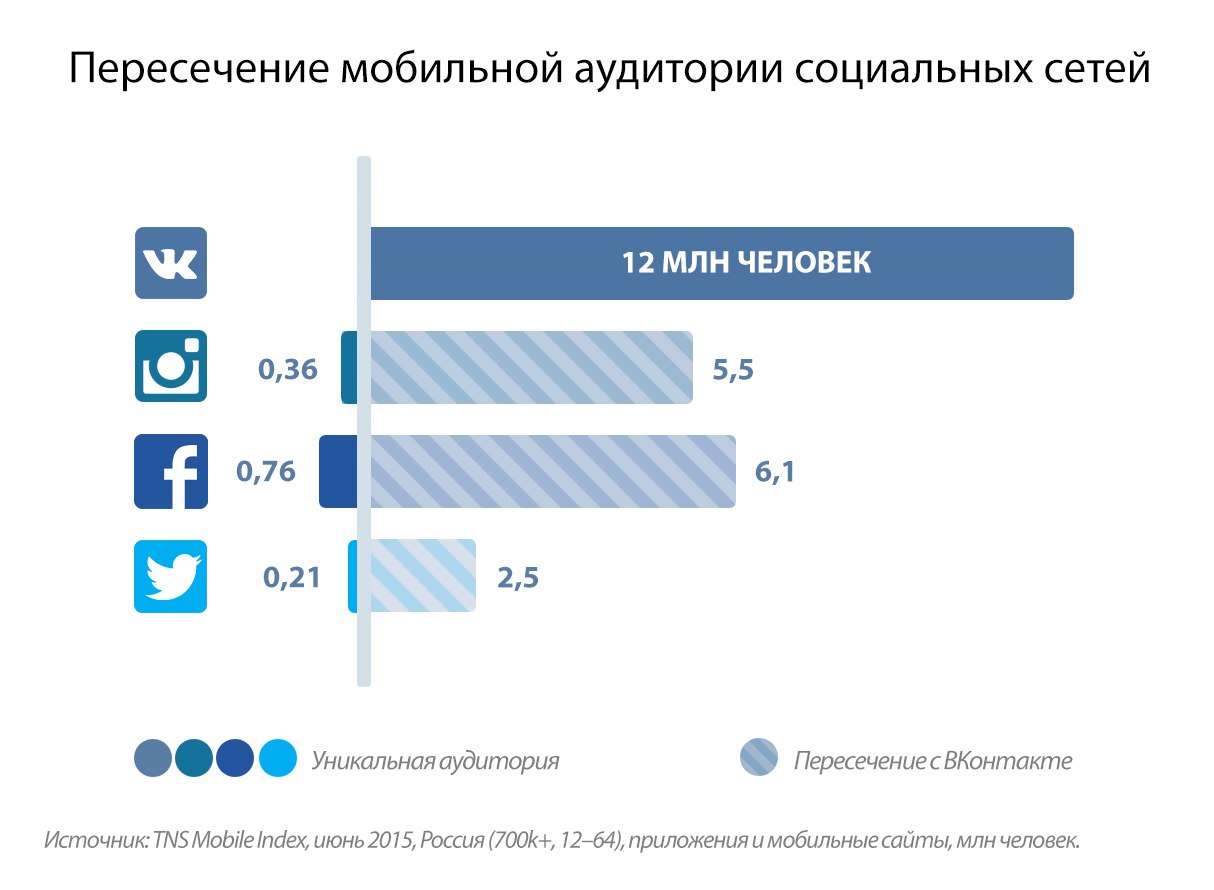 Пересечение мобильной аудитории социальных сетей
12 МЛН ЧЕЛОВЕК
0,36 5,5
0,76 6,1
0,21 2,5
Уникальная аудитория Пересечение с ВКонтакте
Источник: TNS Mobile Index, июнь 2015, Россия (700k+, 12–64), приложения и мобильные сайты, млн человек.